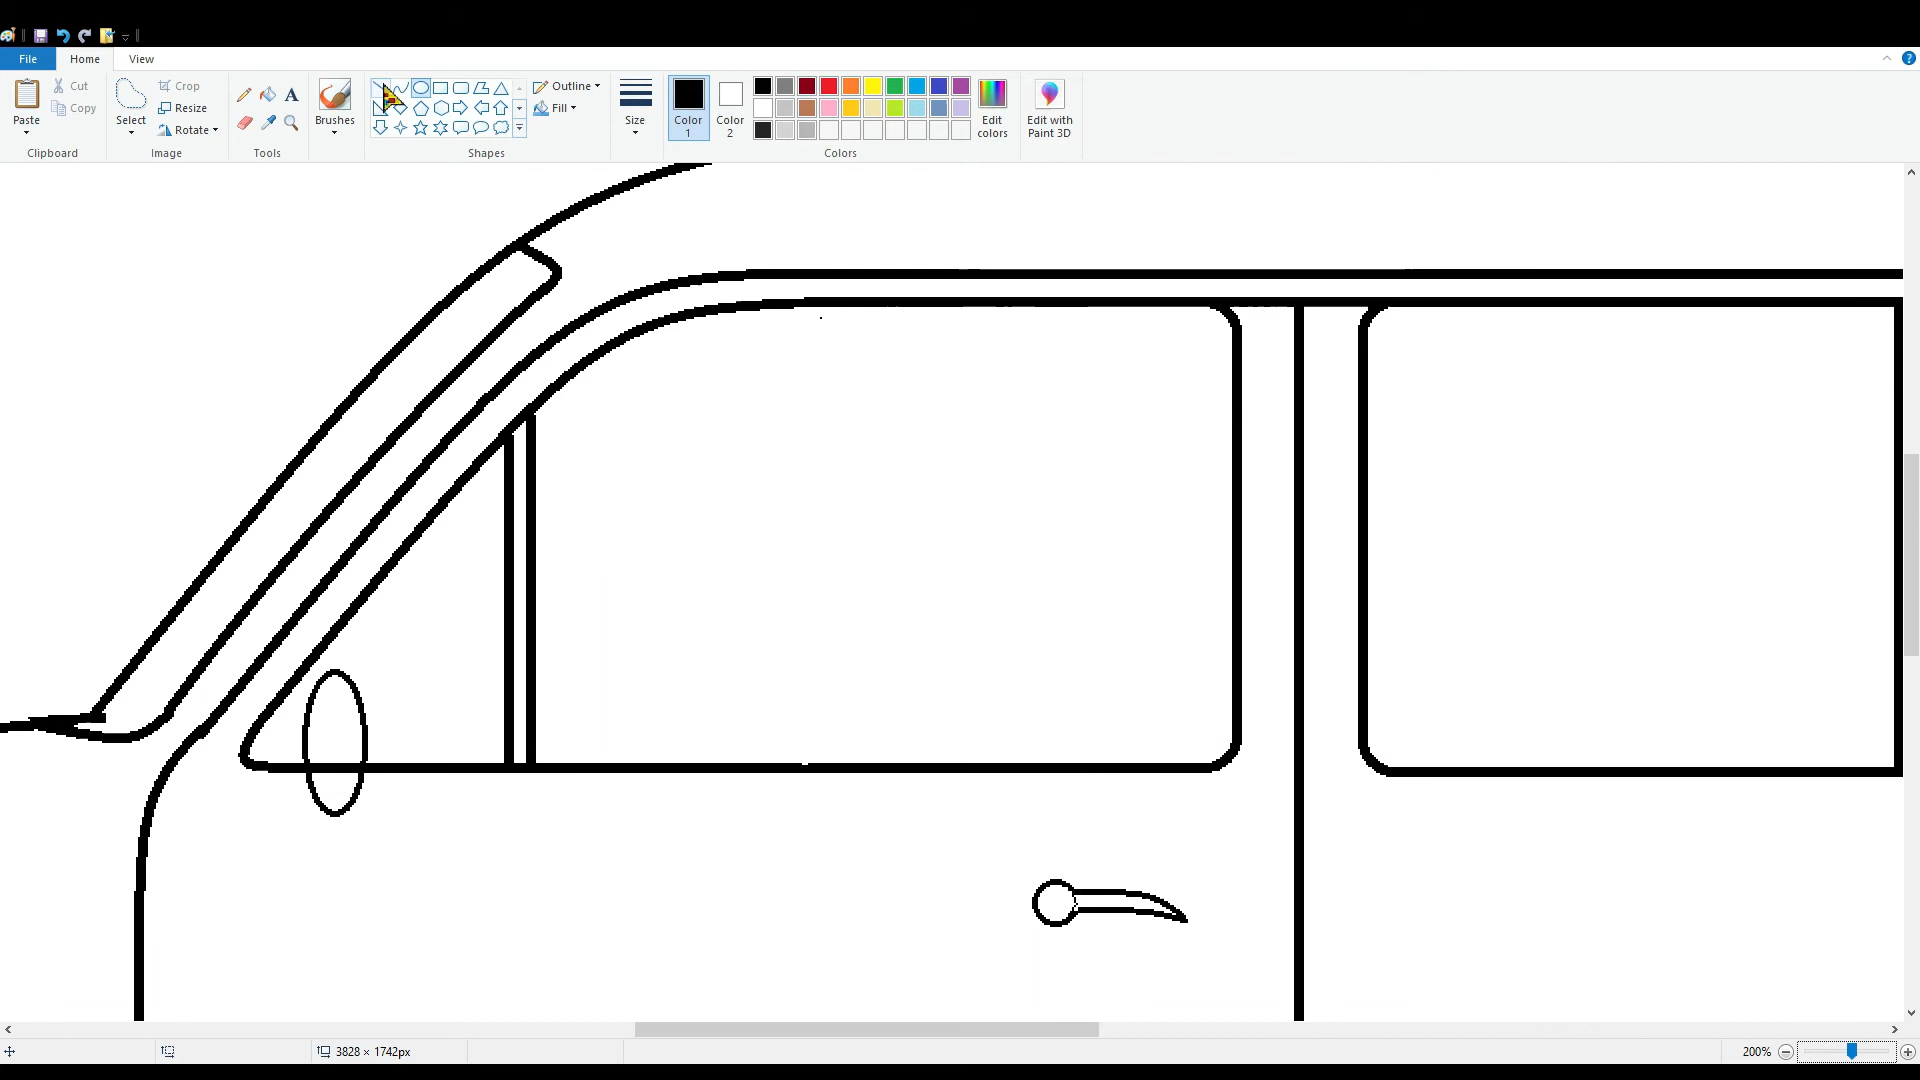 File Home View
Paste
Cut
Copy
Clipboard
Select
Crop
Resize
Rotate
Image
A
Tools
Brushes
Shapes
Outline
Fill
Size
Color
1
Color
2
Colors
Edit
colors
Edit with
Paint 3D
3828 × 1742px
200%